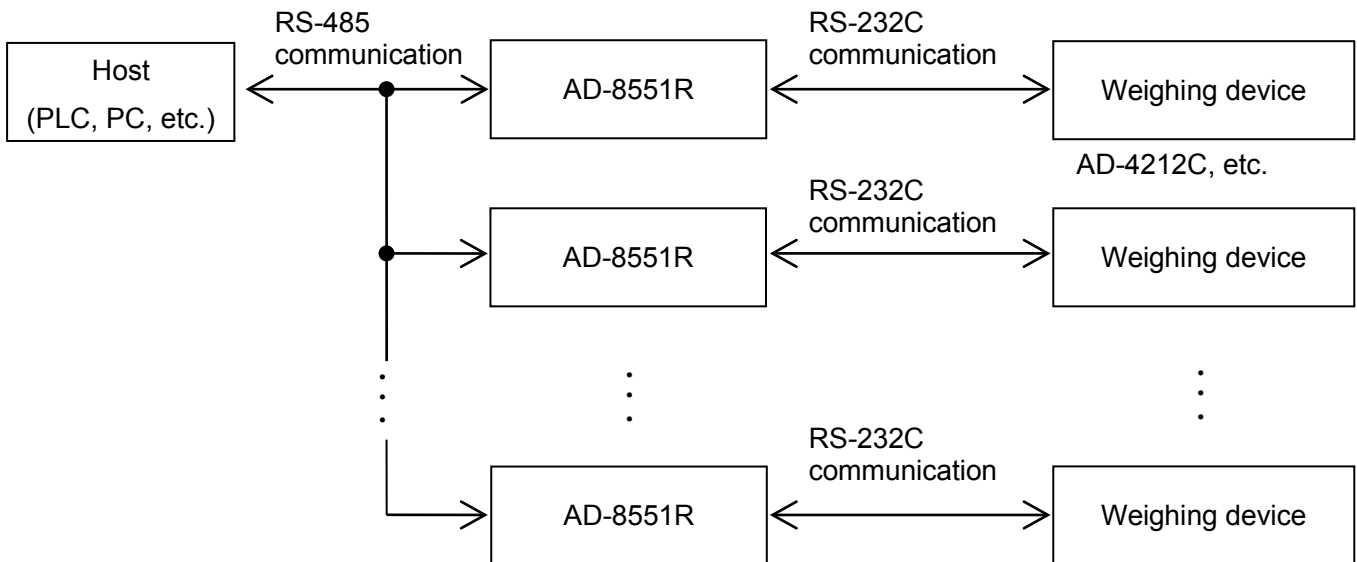 RS-485
communication
RS-232C
communication
Host
(PLC, PC, etc.)
AD-8551R
Weighing device
AD-4212C, etc.
RS-232C
communication
AD-8551R
Weighing device
RS-232C
communication
AD-8551R
Weighing device